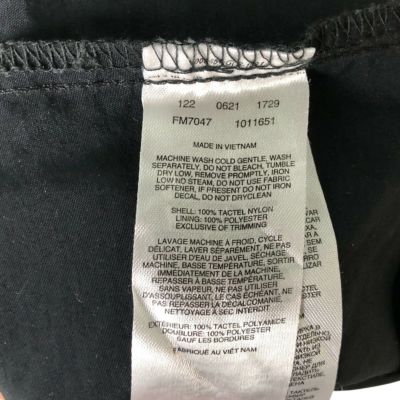 122 0621 1729
FM7047 1011651
MADE IN VIETNAM
MACHINE WASH COLD GENTLE, WASH
SEPARATELY, DO NOT BLEACH, TUMBLE
DRY LOW, REMOVE PROMPTLY, IRON
LOW NO STEAM, DO NOT USE FABRIC
SOFTENER, IF PRESENT DO NOT IRON
DECAL, DO NOT DRYCLEAN
SHELL: 100% TACTEL NYLON
LINING: 100% POLYESTER
EXCLUSIVE OF TRIMMING
LAVAGE MACHINE À FROID, CYCLE
DÉLICAT, LAVER SÉPARÉMENT, NE PAS
UTILISER D'EAU DE JAVEL, SÉCHAGE
MACHINE, BASSE TEMPÉRATURE, SORTIR
IMMÉDIATEMENT DE LA MACHINE,
REPASSER À BASSE TEMPÉRATURE,
SANS VAPEUR, NE PAS UTILISER
D'ASSOUPLISSANT, LE CAS ÉCHÉANT, NE
PAS REPASSER LA DÉCALCOMANIE,
NETTOYAGE À SEC INTERDIT
EXTÉRIEUR: 100% TACTEL POLYAMIDE
DOUBLURE: 100% POLYESTER
SAUF LES BORDURES
FABRIQUÉ AU VIÊT NAM